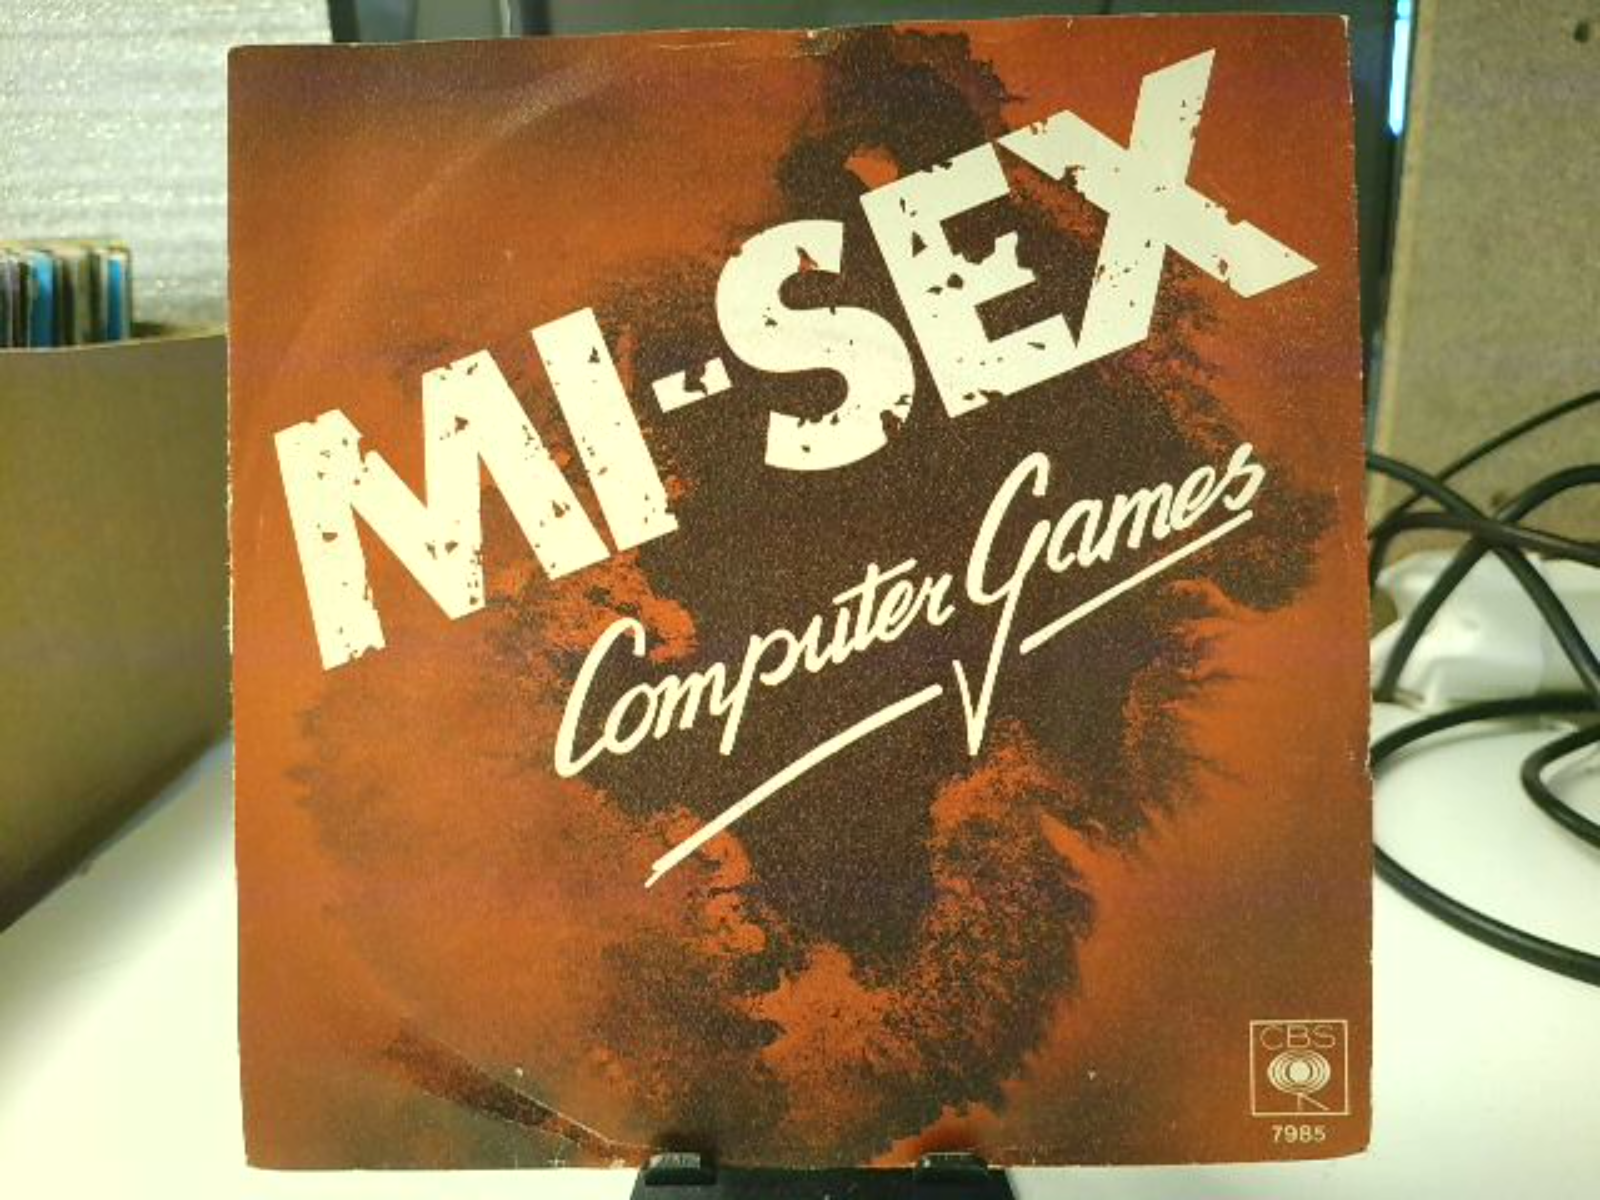 MI-SEX
Computer Games
CBS
7985